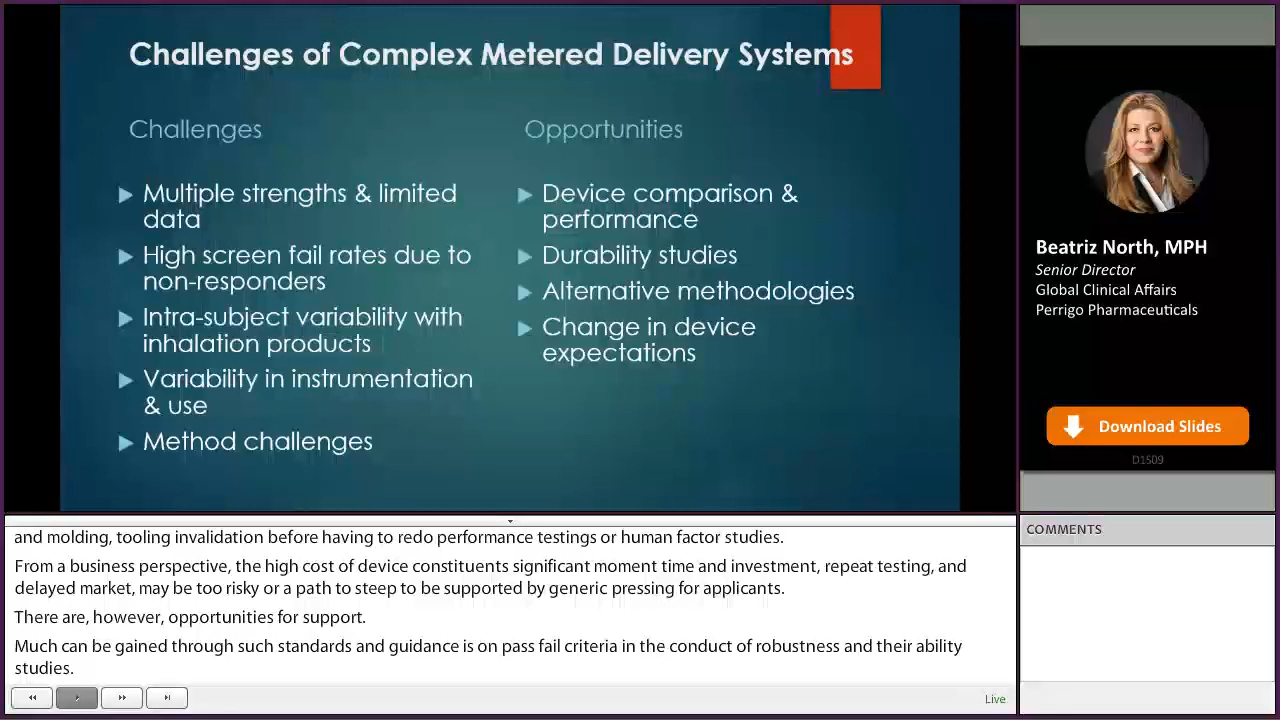 Challenges of Complex Metered Delivery Systems
Challenges
Multiple strengths & limited
data
High screen fail rates due to
non-responders
Intra-subject variability with
inhalation products
Variability in instrumentation
& use
Method challenges
Opportunities
Device comparison &
performance
Durability studies
Alternative methodologies
Change in device
expectations
Beatriz North, MPH
Senior Director
Global Clinical Affairs
Perrigo Pharmaceuticals
Download Slides
D1S09
and molding, tooling invalidation before having to redo performance testings or human factor studies.
From a business perspective, the high cost of device constituents significant moment time and investment, repeat testing, and
delayed market, may be too risky or a path to steep to be supported by generic pressing for applicants.
There are, however, opportunities for support.
Much can be gained through such standards and guidance is on pass fail criteria in the conduct of robustness and their ability
studies.
Live
COMMENTS